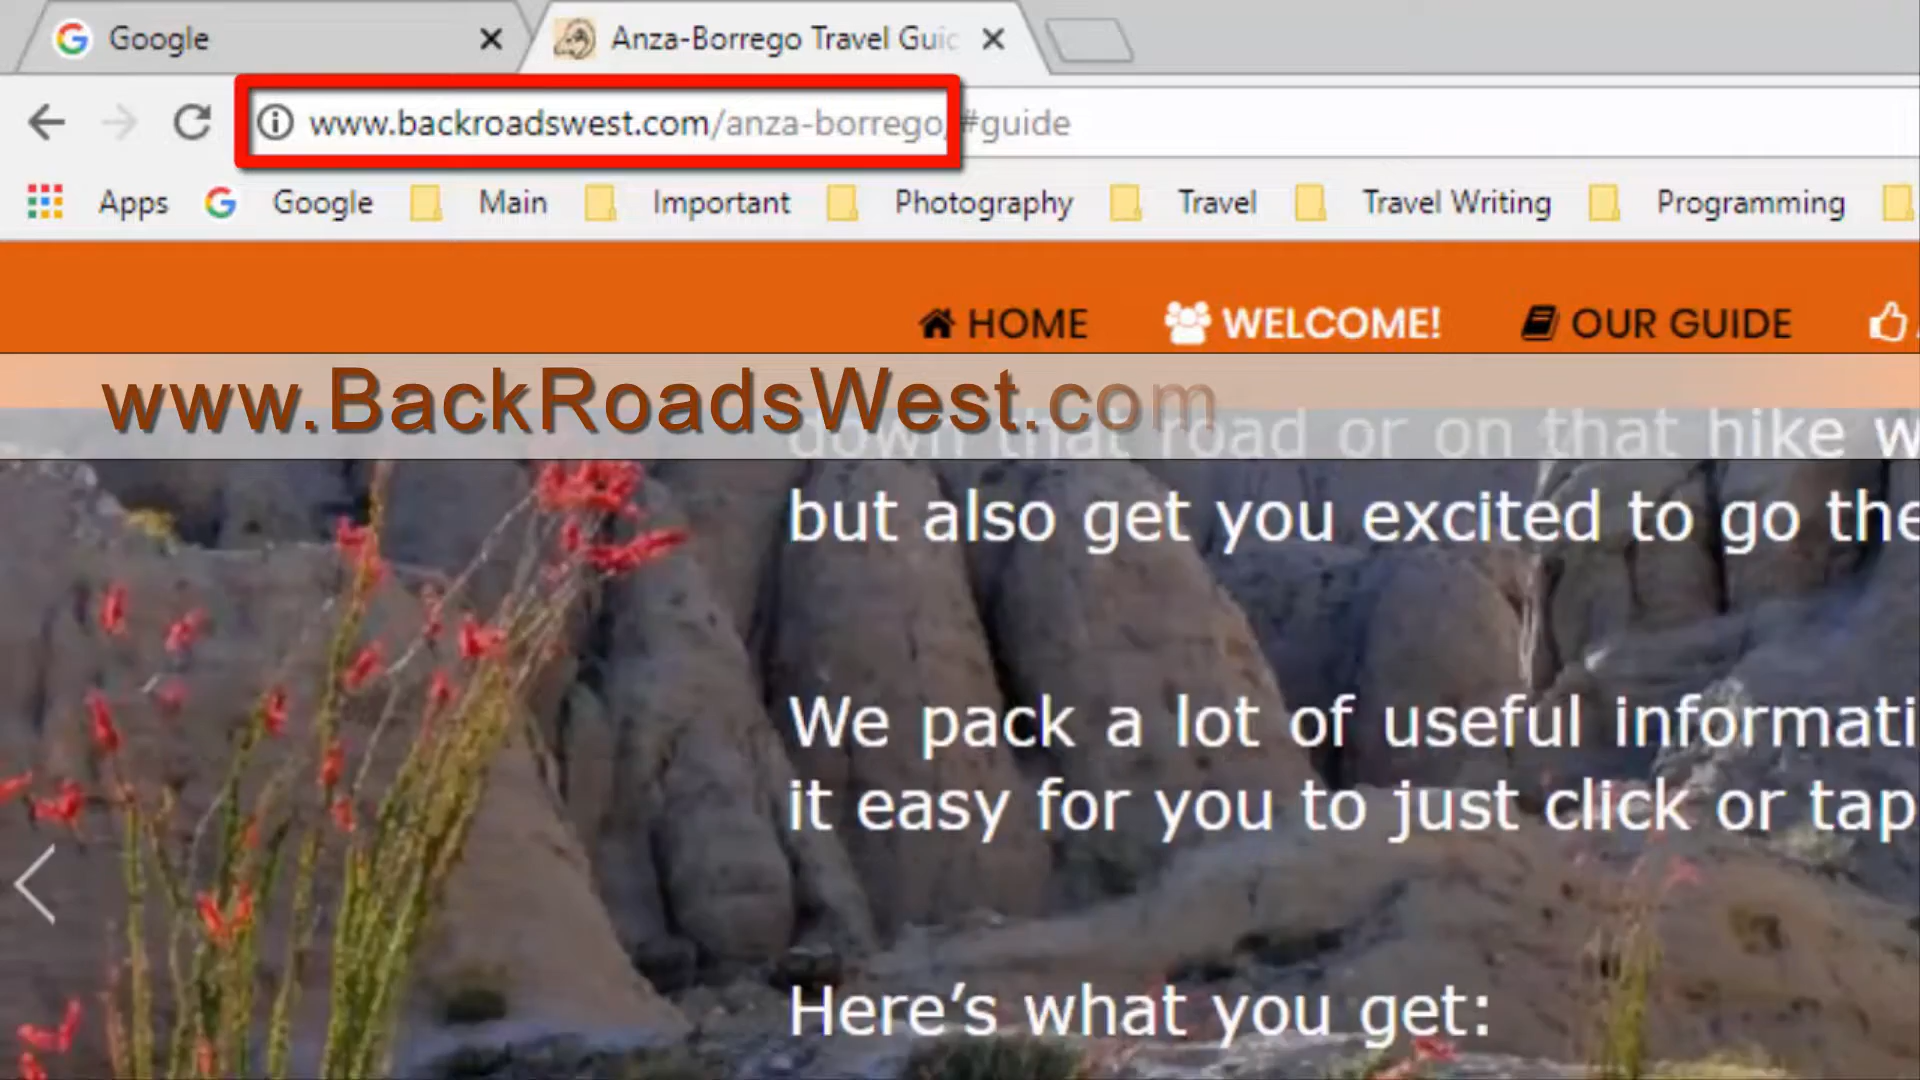 Google
Anza-Borrego Travel Guic
www.backroadswest.com/anza-borrego/#guide
Apps Google Main Important Photography Travel Travel Writing Programming
HOME WELCOME! OUR GUIDE
www.BackRoadsWest.com
down that road or on that hike w
but also get you excited to go the
We pack a lot of useful informati
it easy for you to just click or tap
Here’s what you get: